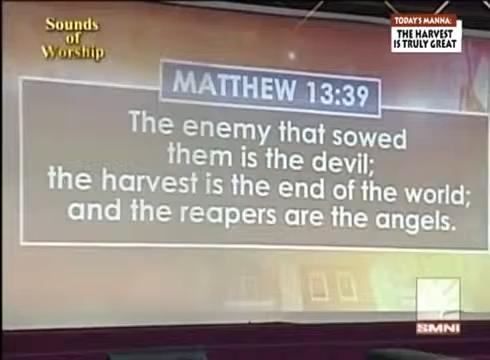 Sounds
of
Worship
TODAY'S MANNA:
THE HARVEST
IS TRULY GREAT
MATTHEW 13:39
The enemy that sowed
them is the devil;
the harvest is the end of the world;
and the reapers are the angels.
SMNI